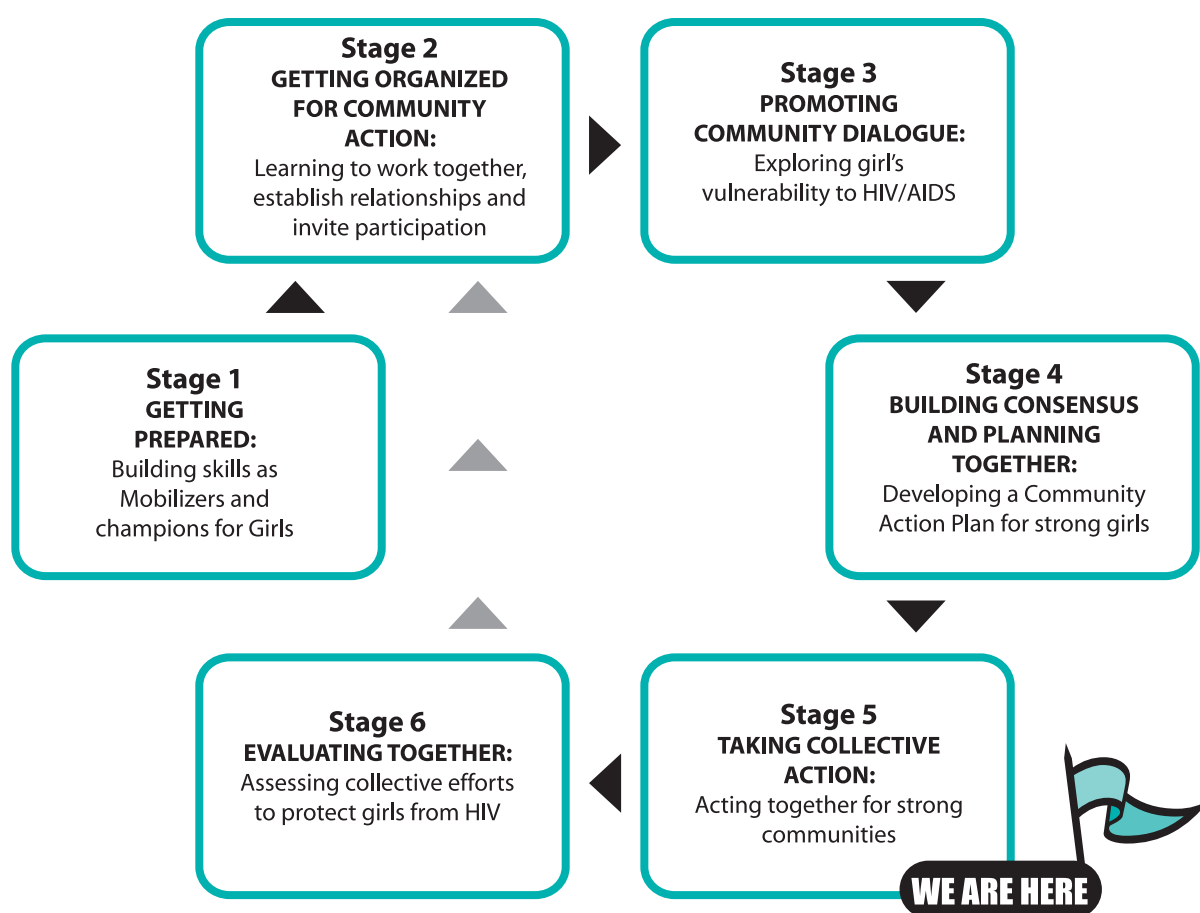 Stage 2
GETTING ORGANIZED
FOR COMMUNITY
ACTION:
Learning to work together,
establish relationships and
invite participation
Stage 3
PROMOTING
COMMUNITY DIALOGUE:
Exploring girl's
vulnerability to HIV/AIDS
Stage 1
GETTING
PREPARED:
Building skills as
Mobilizers and
champions for Girls
Stage 4
BUILDING CONSENSUS
AND PLANNING
TOGETHER:
Developing a Community
Action Plan for strong girls
Stage 6
EVALUATING TOGETHER:
Assessing collective efforts
to protect girls from HIV
Stage 5
TAKING COLLECTIVE
ACTION:
Acting together for strong
communities
WE ARE HERE